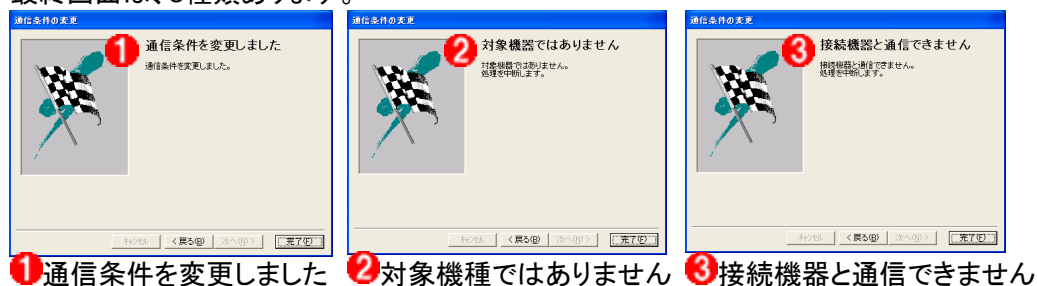 最終画面は、3種類あります。
通信条件の変更
1
通信条件を変更しました
通信条件を変更しました。
キャンセル
< 戻る(B)
次へ(N) >
完了(F)
通信条件の変更
2
対象機器ではありません
対象機器ではありません。
処理を中断します。
キャンセル
< 戻る(B)
次へ(N) >
完了(F)
通信条件の変更
3
接続機器と通信できません
接続機器と通信できません。
処理を中断します。
キャンセル
< 戻る(B)
次へ(N) >
完了(F)
1通信条件を変更しました
2対象機種ではありません
3接続機器と通信できません